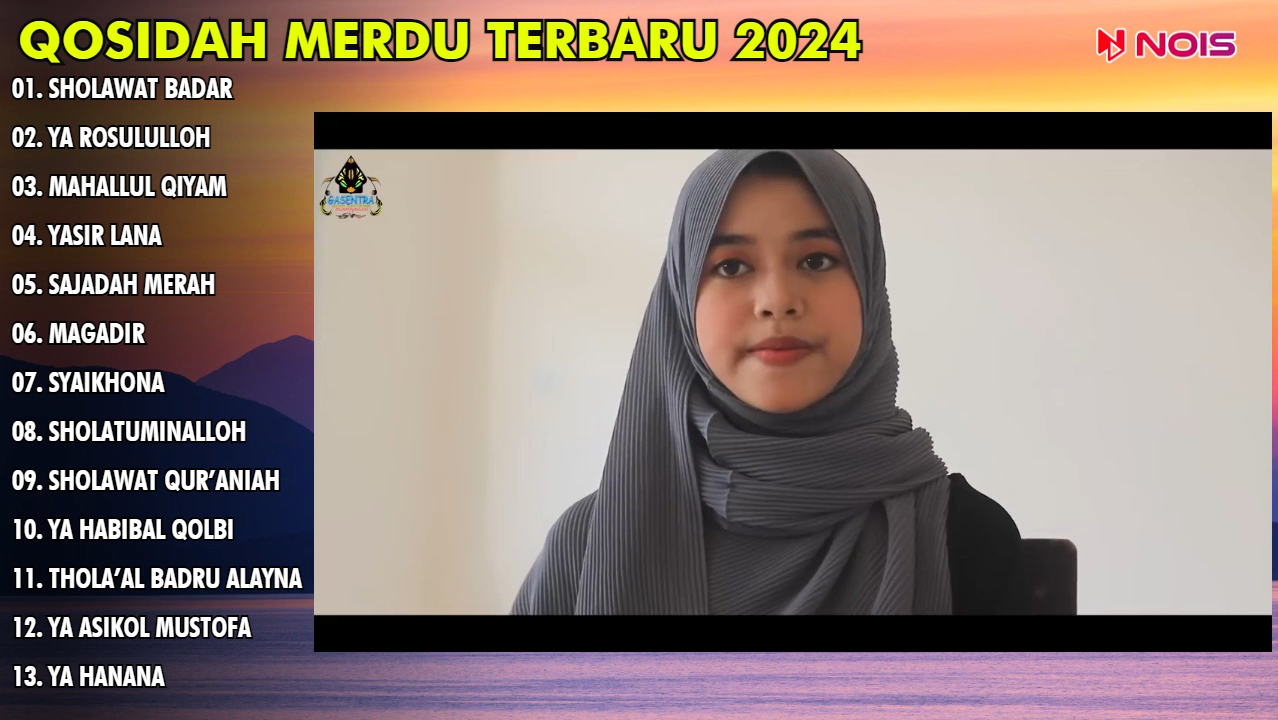 QOSIDAH MERDU TERBARU 2024
NOIS
01. SHOLAWAT BADAR
02. YA ROSULULLOH
03. MAHALLUL QIYAM
04. YASIR LANA
05. SAJADAH MERAH
06. MAGADIR
07. SYAIKHONA
08. SHOLATUMINALLOH
09. SHOLAWAT QUR'ANIAH
10. YA HABIBAL QOLBI
11. THOLA'AL BADRU ALAYNA
12. YA ASIKOL MUSTOFA
13. YA HANANA
GASENTRA